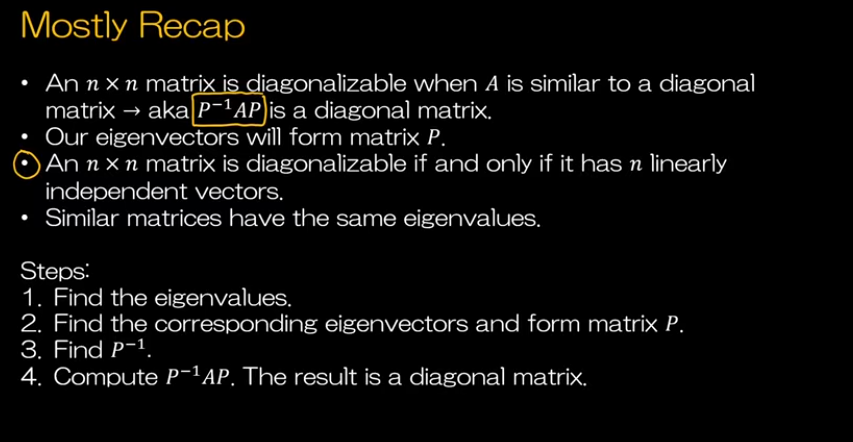 Mostly Recap
• An n × n matrix is diagonalizable when A is similar to a diagonal
matrix → aka P⁻¹AP is a diagonal matrix.
• Our eigenvectors will form matrix P.
• An n × n matrix is diagonalizable if and only if it has n linearly
independent vectors.
• Similar matrices have the same eigenvalues.
Steps:
1. Find the eigenvalues.
2. Find the corresponding eigenvectors and form matrix P.
3. Find P⁻¹.
4. Compute P⁻¹AP. The result is a diagonal matrix.